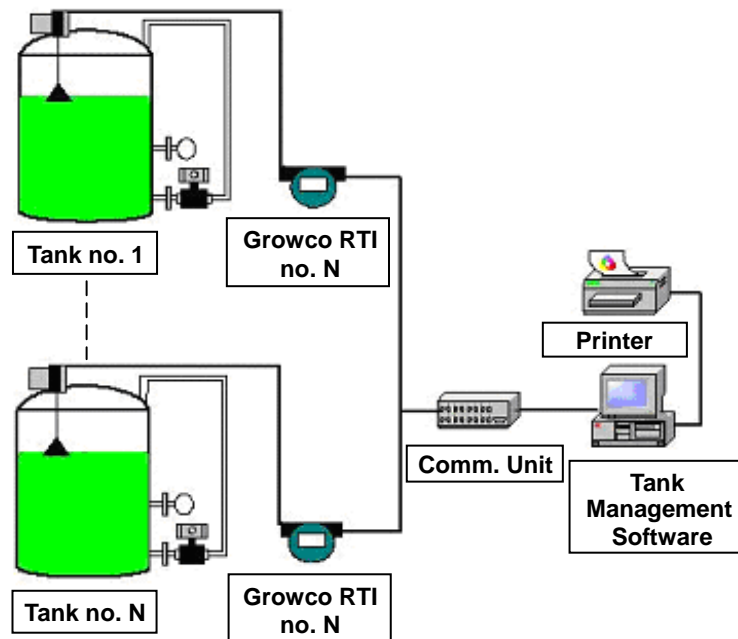 Tank no. 1
Growco RTI
no. N
Printer
Comm. Unit
Tank
Management
Software
Tank no. N
Growco RTI
no. N